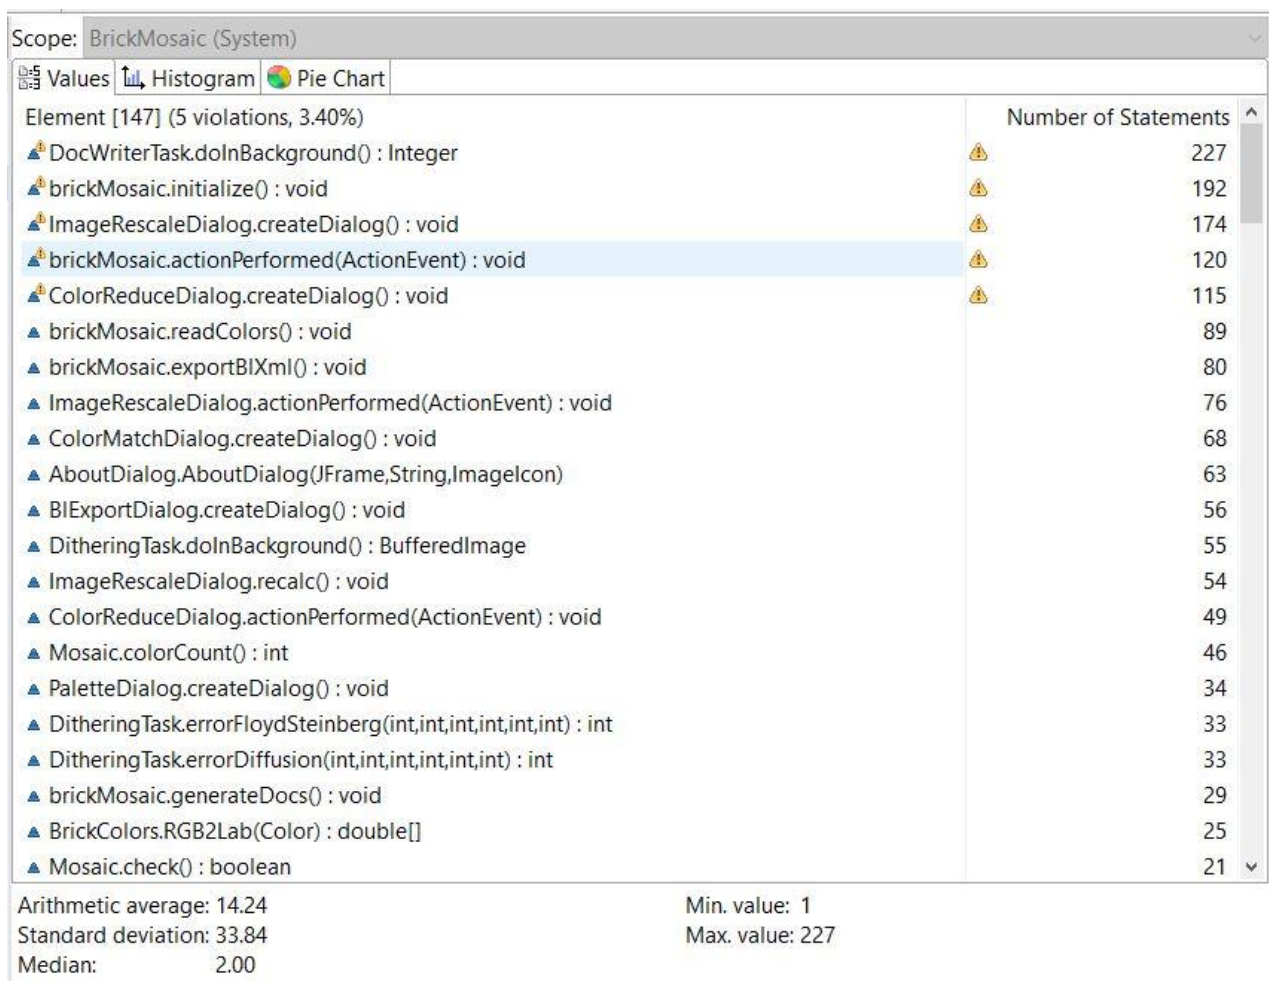 Scope: BrickMosaic (System)
Values Histogram Pie Chart
Element [147] (5 violations, 3.40%) Number of Statements
DocWriterTask.doInBackground() : Integer 227
brickMosaic.initialize() : void 192
ImageRescaleDialog.createDialog() : void 174
brickMosaic.actionPerformed(ActionEvent) : void 120
ColorReduceDialog.createDialog() : void 115
brickMosaic.readColors() : void 89
brickMosaic.exportBlXml() : void 80
ImageRescaleDialog.actionPerformed(ActionEvent) : void 76
ColorMatchDialog.createDialog() : void 68
AboutDialog.AboutDialog(JFrame,String,ImageIcon) 63
BlExportDialog.createDialog() : void 56
DitheringTask.doInBackground() : BufferedImage 55
ImageRescaleDialog.recalc() : void 54
ColorReduceDialog.actionPerformed(ActionEvent) : void 49
Mosaic.colorCount() : int 46
PaletteDialog.createDialog() : void 34
DitheringTask.errorFloydSteinberg(int,int,int,int,int,int) : int 33
DitheringTask.errorDiffusion(int,int,int,int,int,int) : int 33
brickMosaic.generateDocs() : void 29
BrickColors.RGB2Lab(Color) : double[] 25
Mosaic.check() : boolean 21
Arithmetic average: 14.24 Min. value: 1
Standard deviation: 33.84 Max. value: 227
Median: 2.00